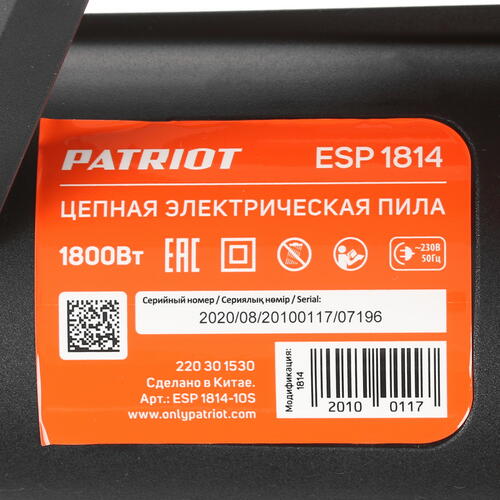 PATRIOT ESP 1814
ЦЕПНАЯ ЭЛЕКТРИЧЕСКАЯ ПИЛА
1800Вт EAC ~230В 50Гц
Серийный номер / Сериялық нөмір / Serial:
2020/08/20100117/07196
220 30 1530
Сделано в Китае.
Арт.: ESP 1814-10S
www.onlypatriot.com
Модификация:
1814
2010 0117